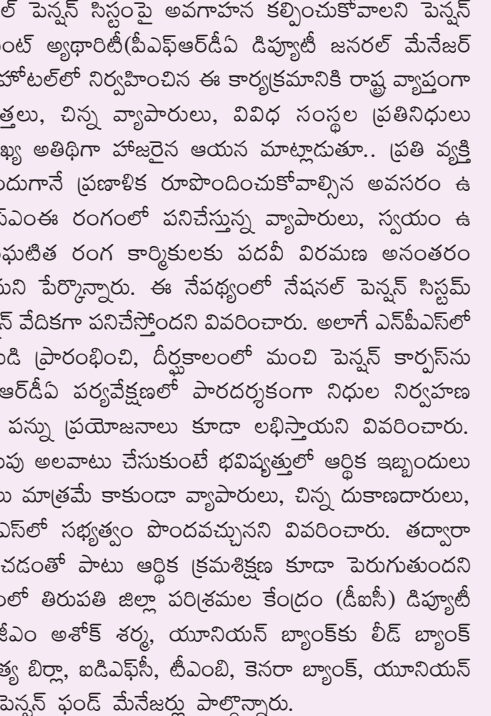 ల్ పెన్షన్ సిస్టంపై అవగాహన కల్పించుకోవాలని పెన్షన్
ంట్ అ్యథారిటీ(పీఎఫ్ఆర్‌డీఏ డిప్యూటీ జనరల్ మేనేజర్
హోటల్‌లో నిర్వహించిన ఈ కార్యక్రమానికి రాష్ట్ర వ్యాప్తంగా
త్తలు, చిన్న వ్యాపారులు, వివిధ సంస్థల ప్రతినిధులు
ఖ్య అతిథిగా హాజరైన ఆయన మాట్లాడుతూ.. ప్రతి వ్యక్తి
దుగానే ప్రణాళిక రూపొందించుకోవాల్సిన అవసరం ఉ
స్ఎంఈ రంగంలో పనిచేస్తున్న వ్యాపారులు, స్వయం ఉ
ఘటిత రంగ కార్మికులకు పదవీ విరమణ అనంతరం
మని పేర్కొన్నారు. ఈ నేపథ్యంలో నేషనల్ పెన్షన్ సిస్టమ్
న్ వేదికగా పనిచేస్తోందని వివరించారు. అలాగే ఎన్‌పీఎస్‌లో
డి ప్రారంభించి, దీర్ఘకాలంలో మంచి పెన్షన్ కార్పస్‌ను
ఆర్‌డీఏ పర్యవేక్షణలో పారదర్శకంగా నిధుల నిర్వహణ
పన్ను ప్రయోజనాలు కూడా లభిస్తాయని వివరించారు.
పు అలవాటు చేసుకుంటే భవిష్యత్తులో ఆర్థిక ఇబ్బందులు
లు మాత్రమే కాకుండా వ్యాపారులు, చిన్న దుకాణదారులు,
ఎస్‌లో సభ్యత్వం పొందవచ్చునని వివరించారు. తద్వారా
చడంతో పాటు ఆర్థిక క్రమశిక్షణ కూడా పెరుగుతుందని
ంలో తిరుపతి జిల్లా పరిశ్రమల కేంద్రం (డీఐసీ) డిప్యూటీ
జీఎం అశోక్ శర్మ, యూనియన్ బ్యాంక్‌కు లీడ్ బ్యాంక్
త్య బిర్లా, ఐడిఎఫ్‌సీ, టీఎంబి, కెనరా బ్యాంక్, యూనియన్
పెన్షన్ ఫండ్ మేనేజర్లు పాల్గొన్నారు.